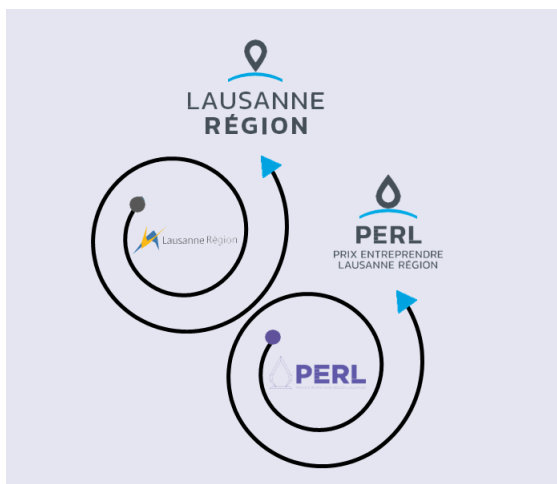 LAUSANNE
RÉGION
Lausanne Région
PERL
PRIX ENTREPRENDRE
LAUSANNE RÉGION
PERL